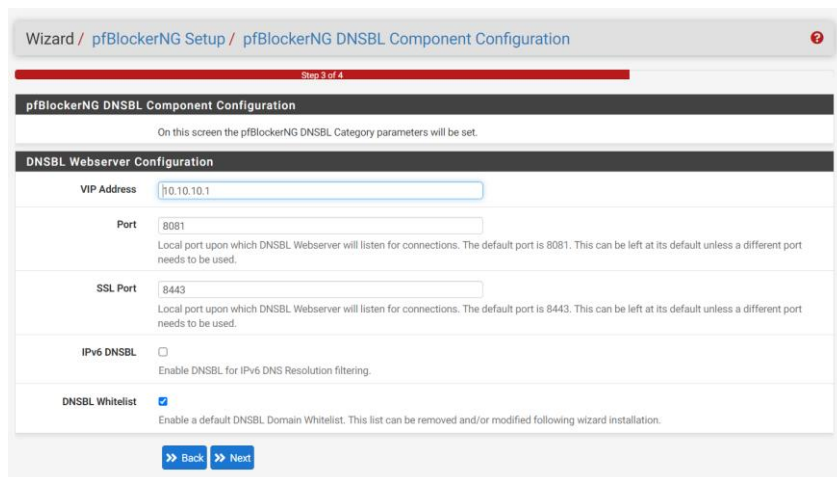 Wizard / pfBlockerNG Setup / pfBlockerNG DNSBL Component Configuration
Step 3 of 4
pfBlockerNG DNSBL Component Configuration
On this screen the pfBlockerNG DNSBL Category parameters will be set.
DNSBL Webserver Configuration
VIP Address
10.10.10.1
Port
8081
Local port upon which DNSBL Webserver will listen for connections. The default port is 8081. This can be left at its default unless a different port
needs to be used.
SSL Port
8443
Local port upon which DNSBL Webserver will listen for connections. The default port is 8443. This can be left at its default unless a different port
needs to be used.
IPv6 DNSBL
Enable DNSBL for IPv6 DNS Resolution filtering.
DNSBL Whitelist
Enable a default DNSBL Domain Whitelist. This list can be removed and/or modified following wizard installation.
>> Back >> Next